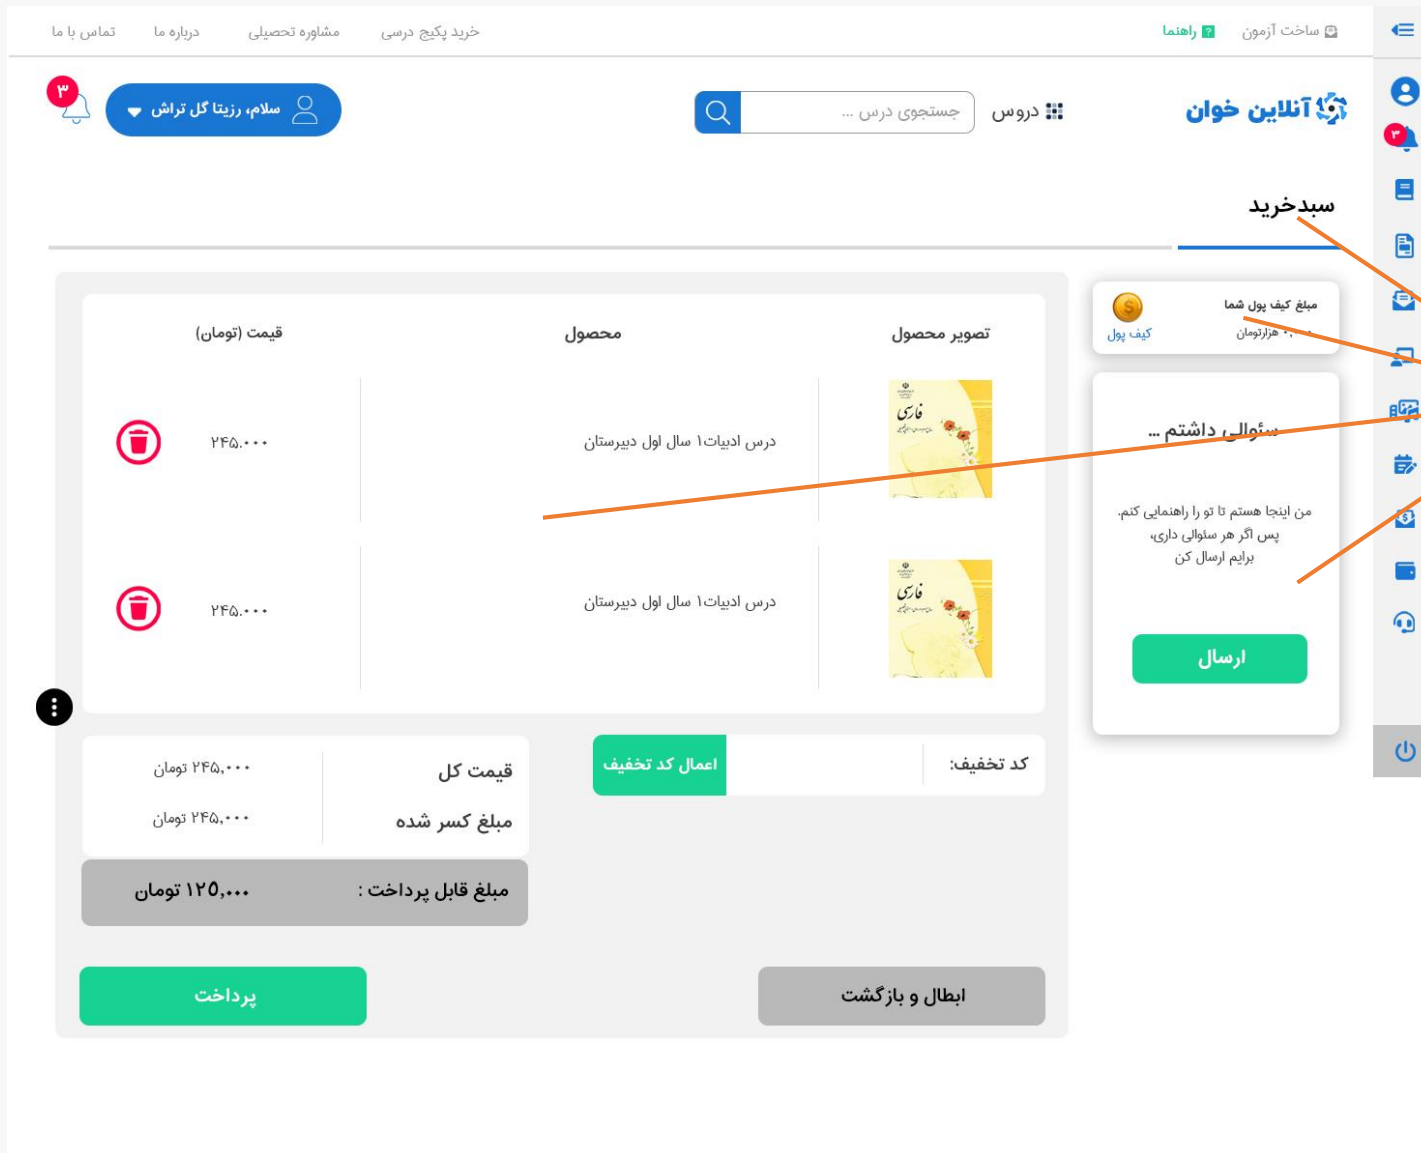 ساخت آزمون
راهنما
خرید پکیج درسی
مشاوره تحصیلی
درباره ما
تماس با ما
آنلاین خوان
دروس
جستجوی درس ...
سلام، رزیتا گل تراش
۳
۳
سبدخرید
مبلغ کیف پول شما
هزارتومان
کیف پول
سئوالی داشتم ...
من اینجا هستم تا تو را راهنمایی کنم.
پس اگر هر سئوالی داری،
برایم ارسال کن
ارسال
تصویر محصول
محصول
قیمت (تومان)
فارسی
درس ادبیات۱ سال اول دبیرستان
۲۴۵.۰۰۰
فارسی
درس ادبیات۱ سال اول دبیرستان
۲۴۵.۰۰۰
کد تخفیف:
اعمال کد تخفیف
قیمت کل
۲۴۵,۰۰۰ تومان
مبلغ کسر شده
۲۴۵,۰۰۰ تومان
مبلغ قابل پرداخت :
۱۲۵,۰۰۰ تومان
ابطال و بازگشت
پرداخت